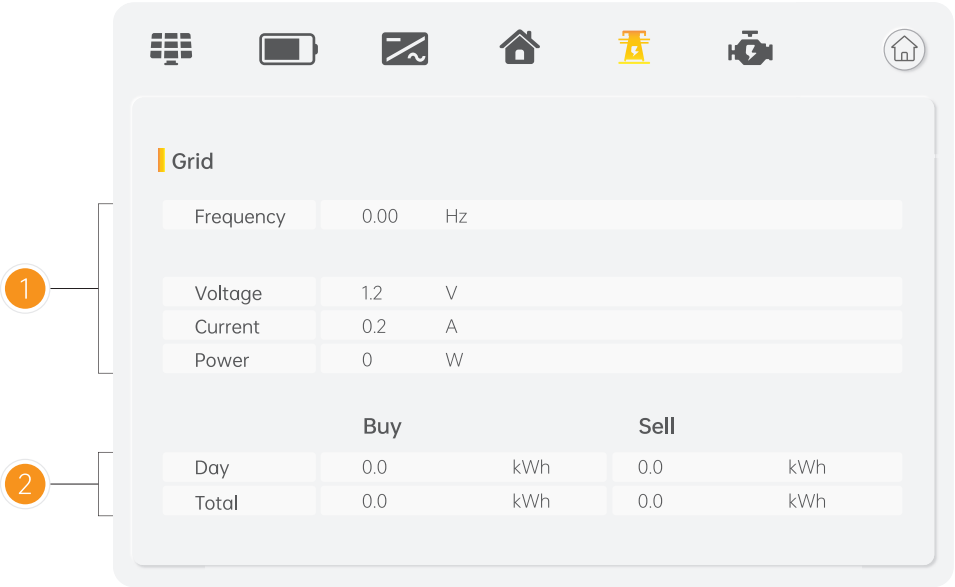 Grid
Frequency 0.00 Hz
1
Voltage 1.2 V
Current 0.2 A
Power 0 W
Buy Sell
2
Day 0.0 kWh 0.0 kWh
Total 0.0 kWh 0.0 kWh